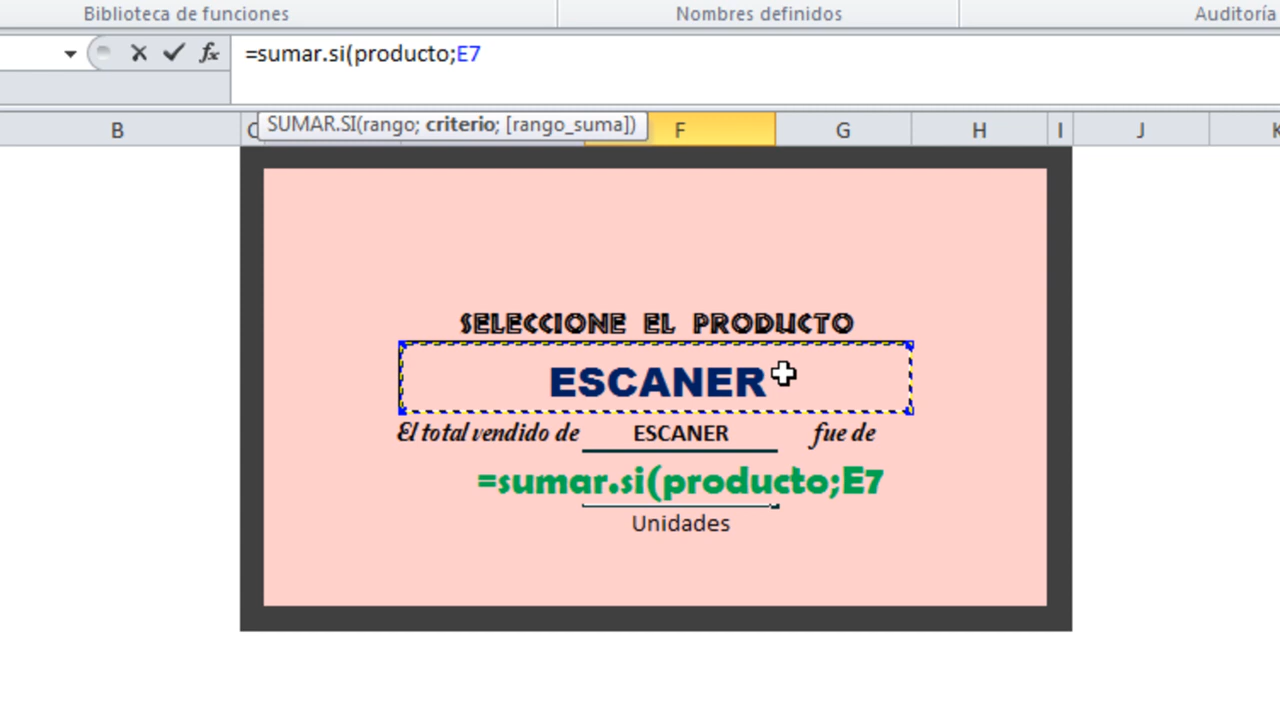 Biblioteca de funciones Nombres definidos Auditoría
fx =sumar.si(producto;E7
SUMAR.SI(rango; criterio; [rango_suma])
B C F G H I J K
SELECCIONE EL PRODUCTO
ESCANER
El total vendido de ESCANER fue de
=sumar.si(producto;E7
Unidades